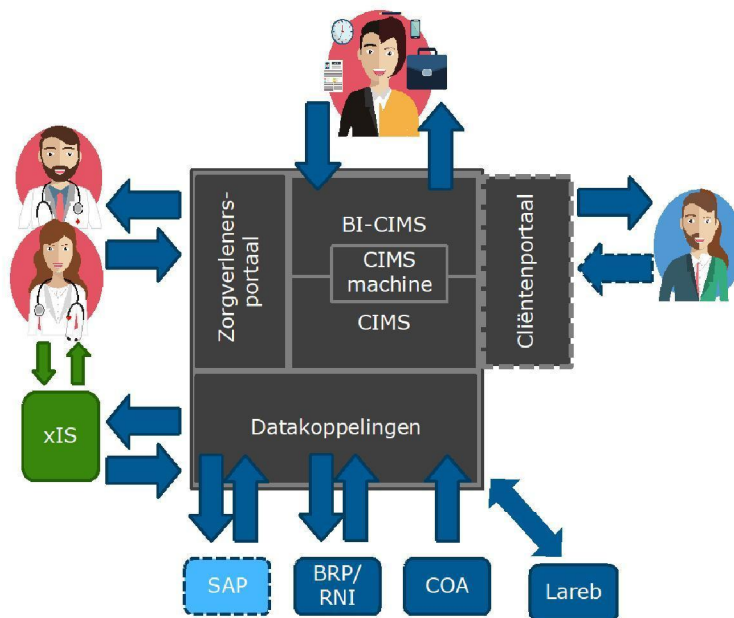 Zorgverleners-
portaal
BI-CIMS
CIMS
machine
CIMS
Cliëntenportaal
Datakoppelingen
xIS
SAP
BRP/
RNI
COA
Lareb